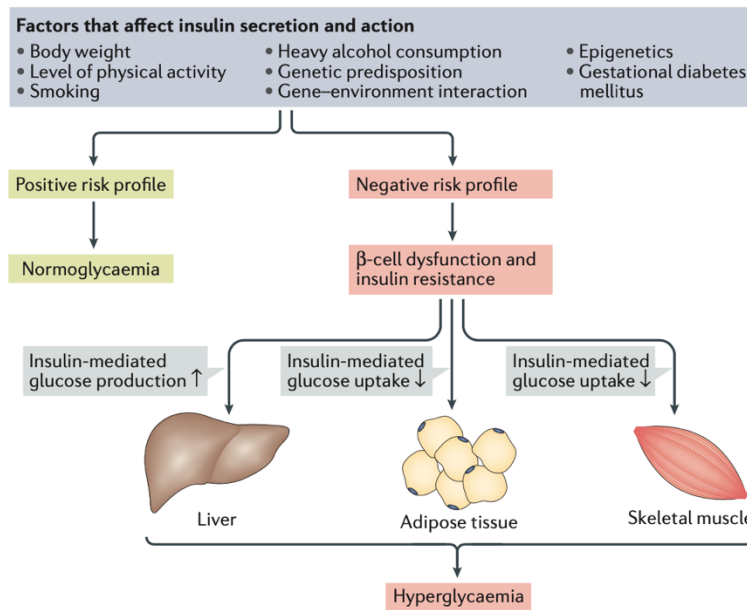 Factors that affect insulin secretion and action
• Body weight
• Level of physical activity
• Smoking
• Heavy alcohol consumption
• Genetic predisposition
• Gene–environment interaction
• Epigenetics
• Gestational diabetes
mellitus
Positive risk profile
Negative risk profile
Normoglycaemia
β-cell dysfunction and
insulin resistance
Insulin-mediated
glucose production ↑
Insulin-mediated
glucose uptake ↓
Insulin-mediated
glucose uptake ↓
Liver
Adipose tissue
Skeletal muscle
Hyperglycaemia